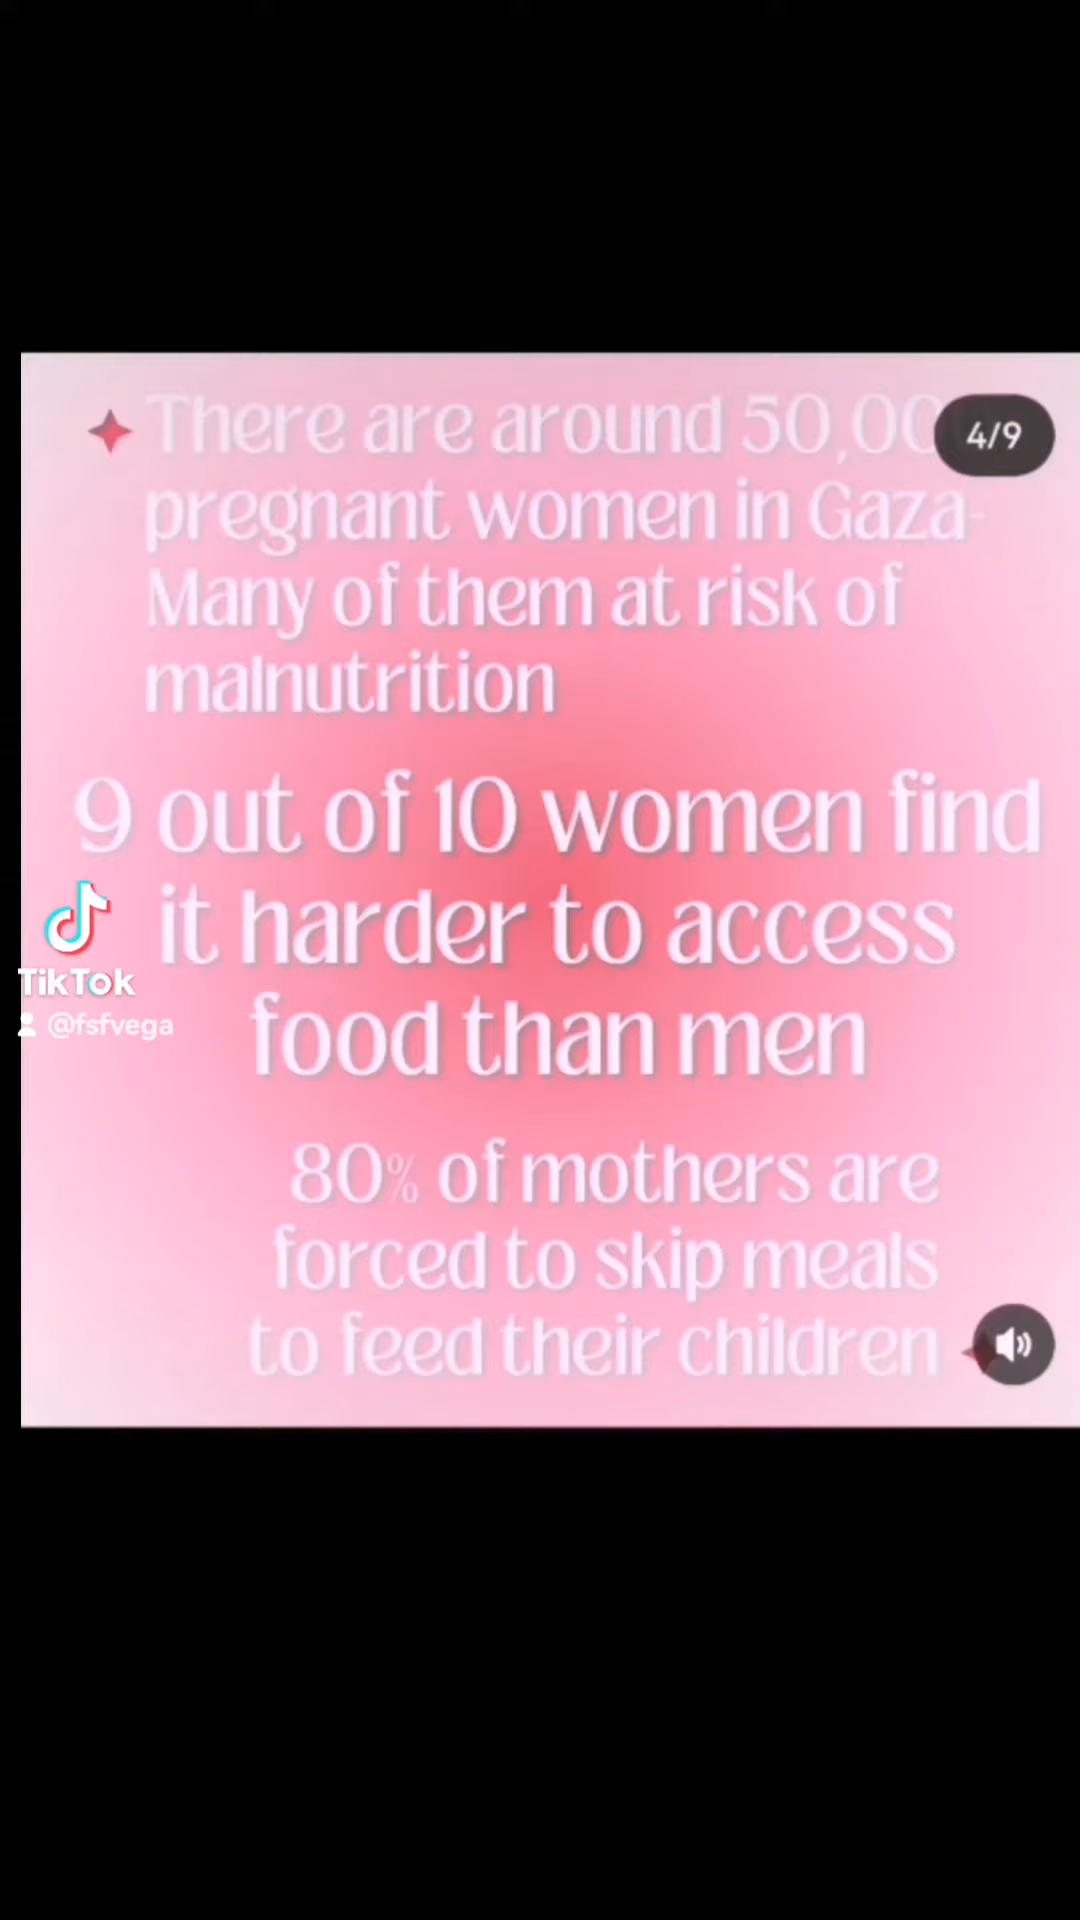 There are around 50,00
4/9
pregnant women in Gaza-
Many of them at risk of
malnutrition
9 out of 10 women find
it harder to access
food than men
TikTok
@fsfvega
80% of mothers are
forced to skip meals
to feed their children